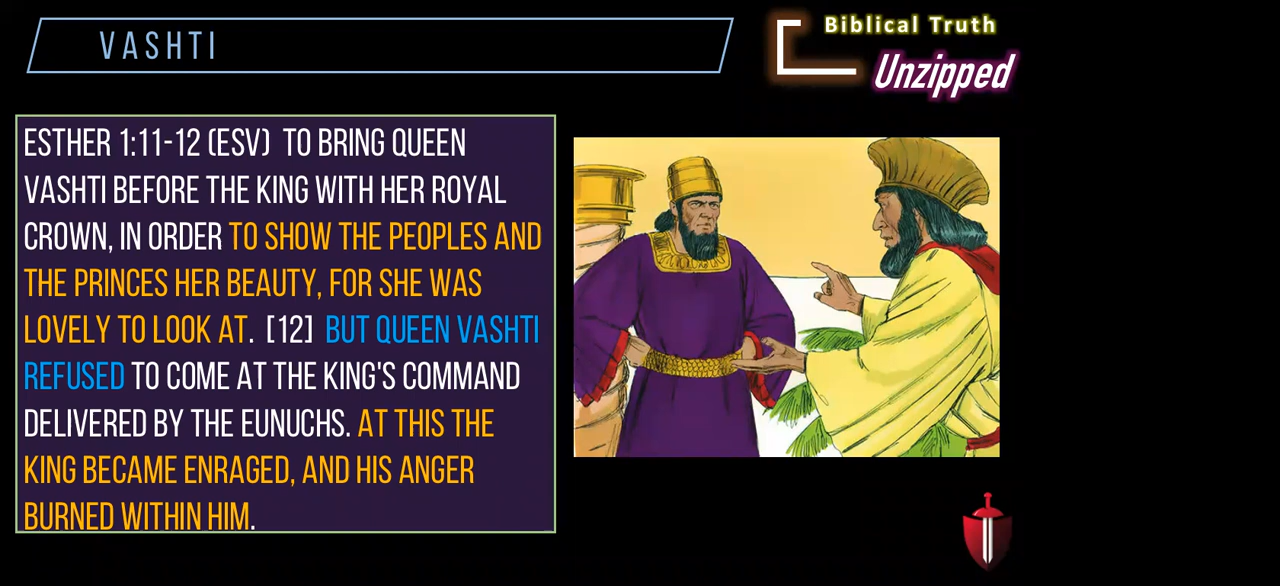 VASHTI
Biblical Truth
Unzipped
ESTHER 1:11-12 (ESV) TO BRING QUEEN
VASHTI BEFORE THE KING WITH HER ROYAL
CROWN, IN ORDER TO SHOW THE PEOPLES AND
THE PRINCES HER BEAUTY, FOR SHE WAS
LOVELY TO LOOK AT. [12] BUT QUEEN VASHTI
REFUSED TO COME AT THE KING'S COMMAND
DELIVERED BY THE EUNUCHS. AT THIS THE
KING BECAME ENRAGED, AND HIS ANGER
BURNED WITHIN HIM.